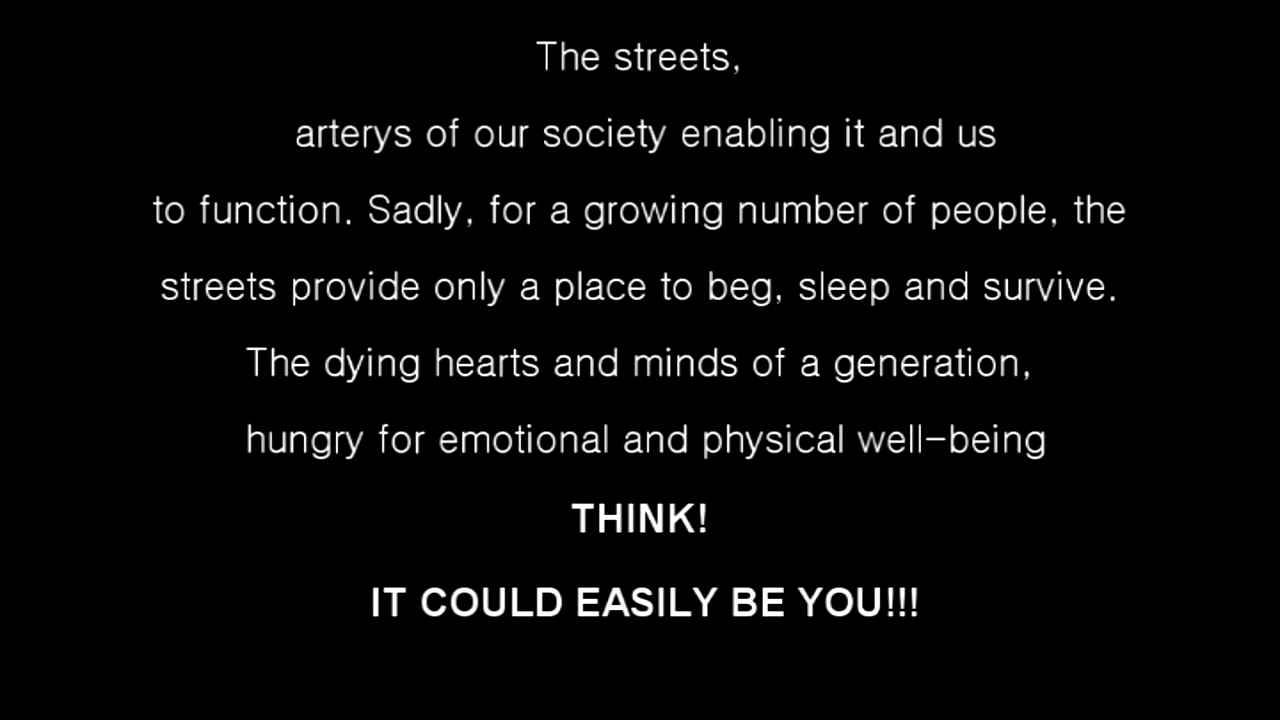 The streets,
arterys of our society enabling it and us
to function. Sadly, for a growing number of people, the
streets provide only a place to beg, sleep and survive.
The dying hearts and minds of a generation,
hungry for emotional and physical well-being
THINK!
IT COULD EASILY BE YOU!!!